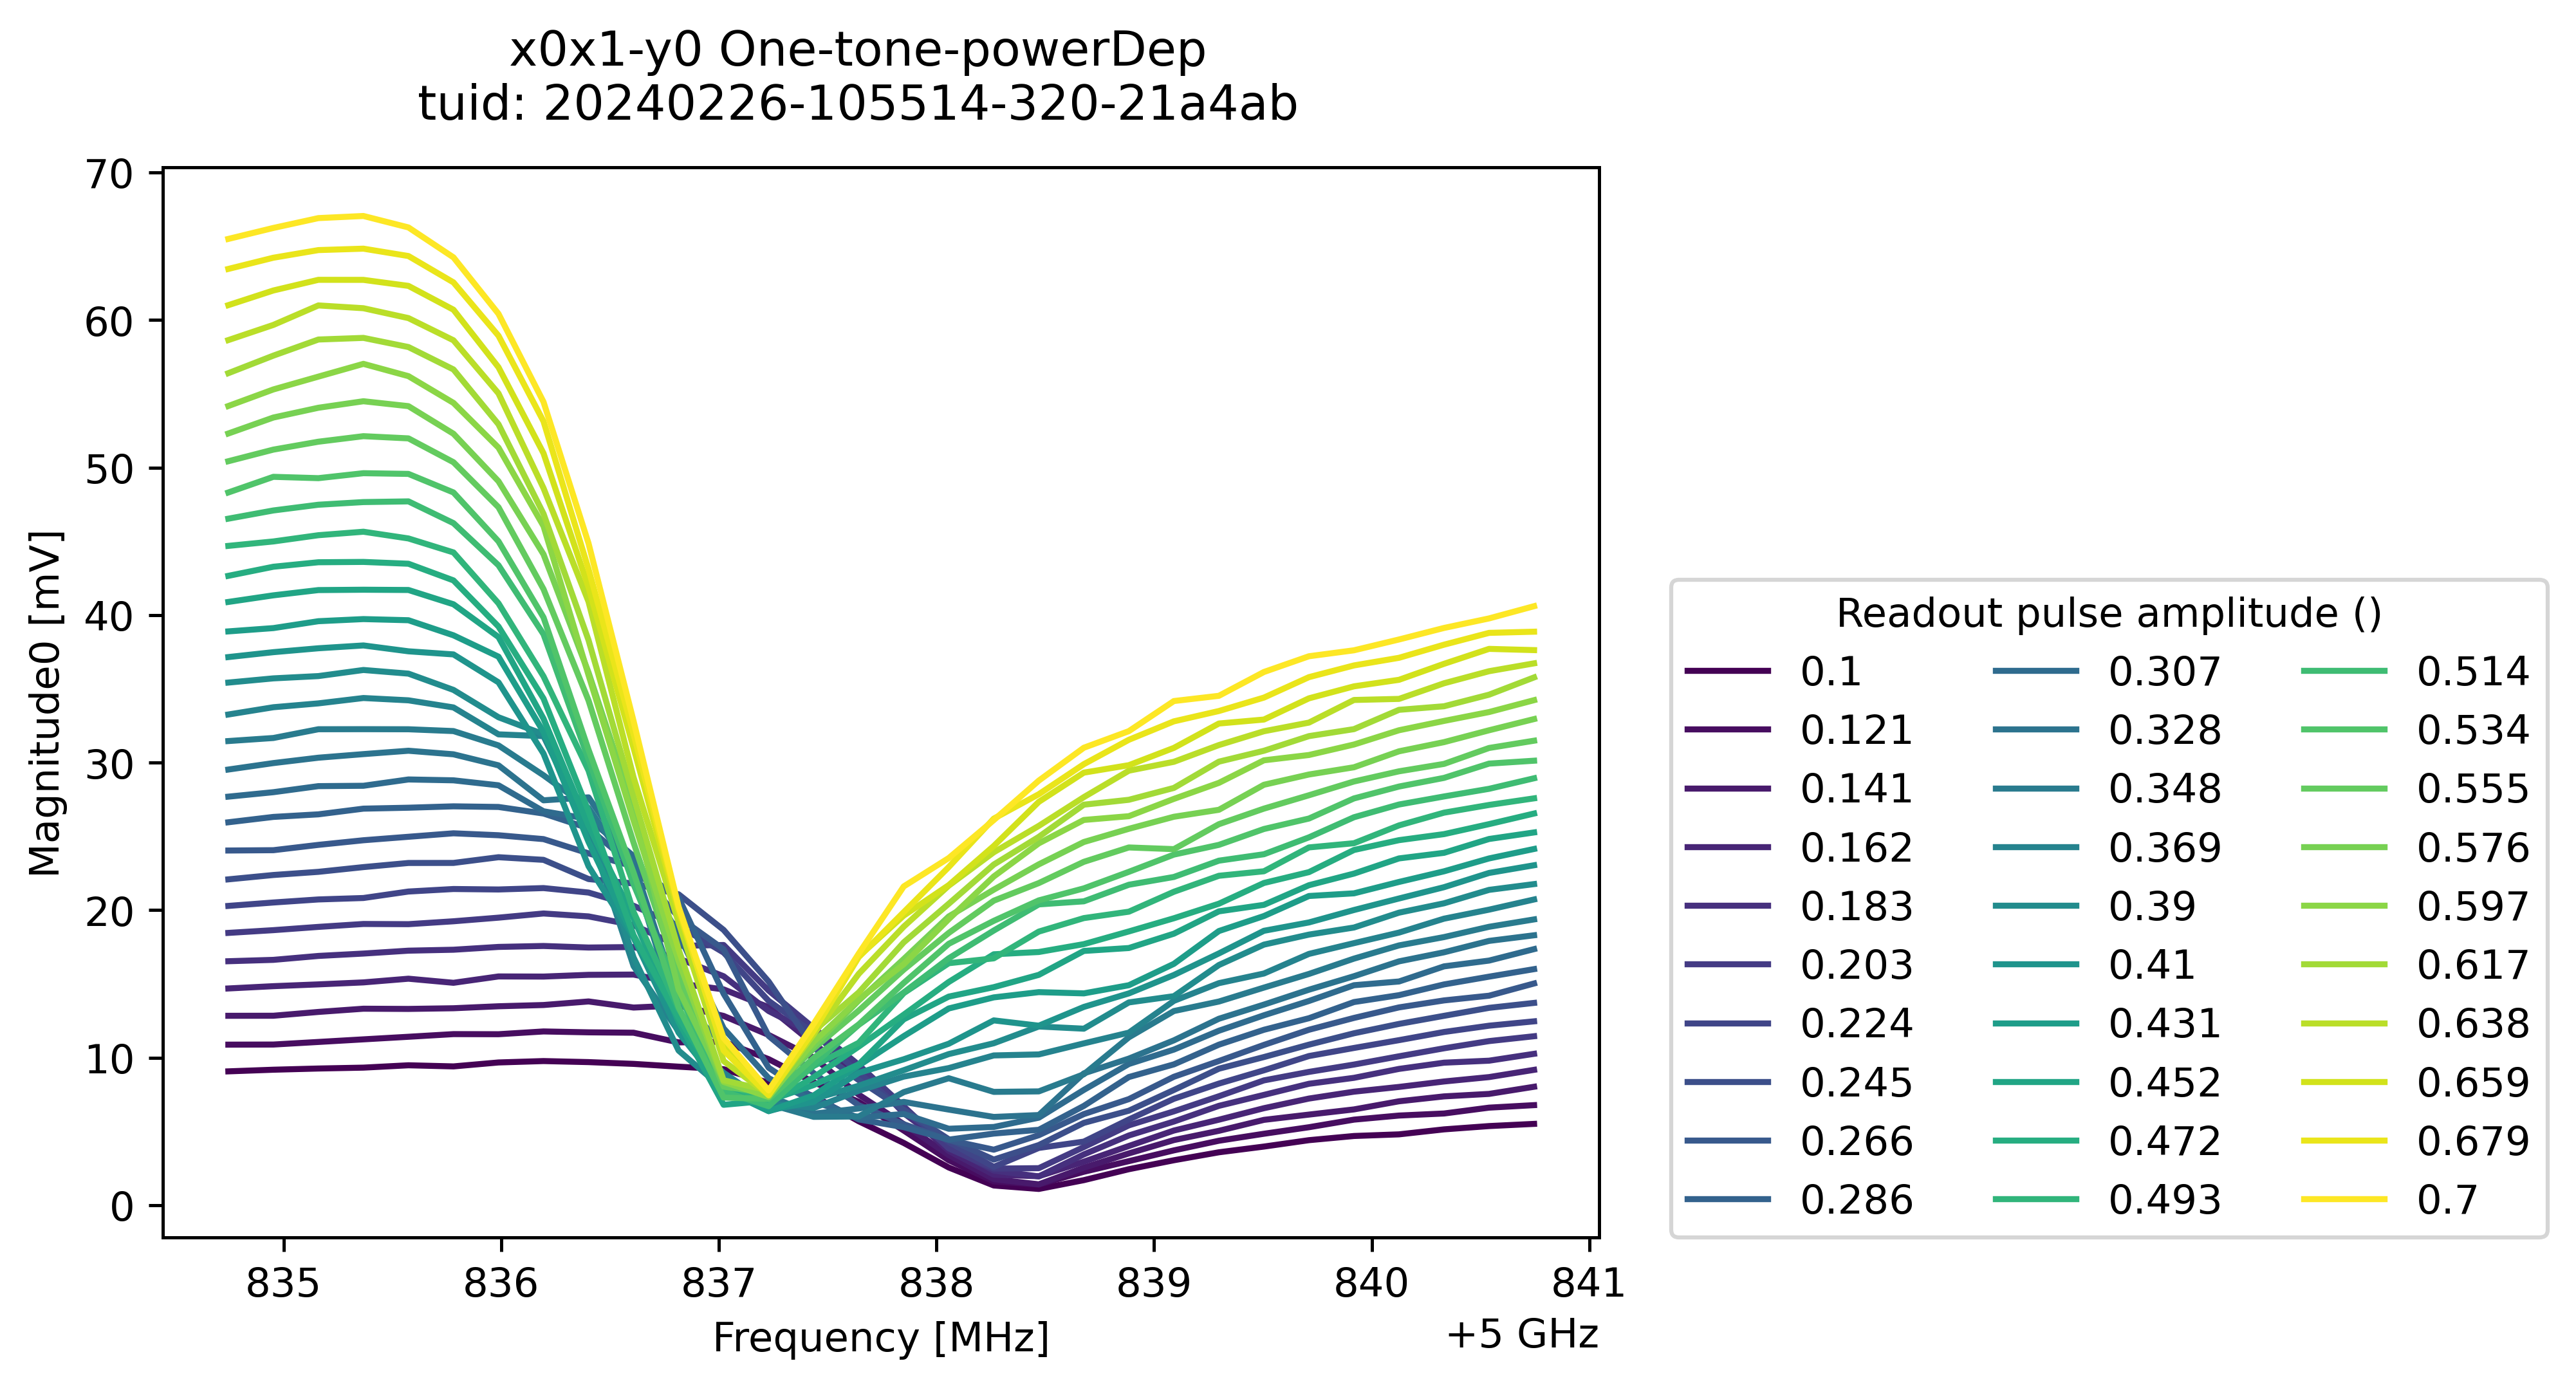 x0x1-y0 One-tone-powerDep
tuid: 20240226-105514-320-21a4ab
70
60
50
40
30
20
10
0
Magnitude0 [mV]
835 836 837 838 839 840 841
Frequency [MHz]
+5 GHz
Readout pulse amplitude ()
0.1 0.307 0.514
0.121 0.328 0.534
0.141 0.348 0.555
0.162 0.369 0.576
0.183 0.39 0.597
0.203 0.41 0.617
0.224 0.431 0.638
0.245 0.452 0.659
0.266 0.472 0.679
0.286 0.493 0.7